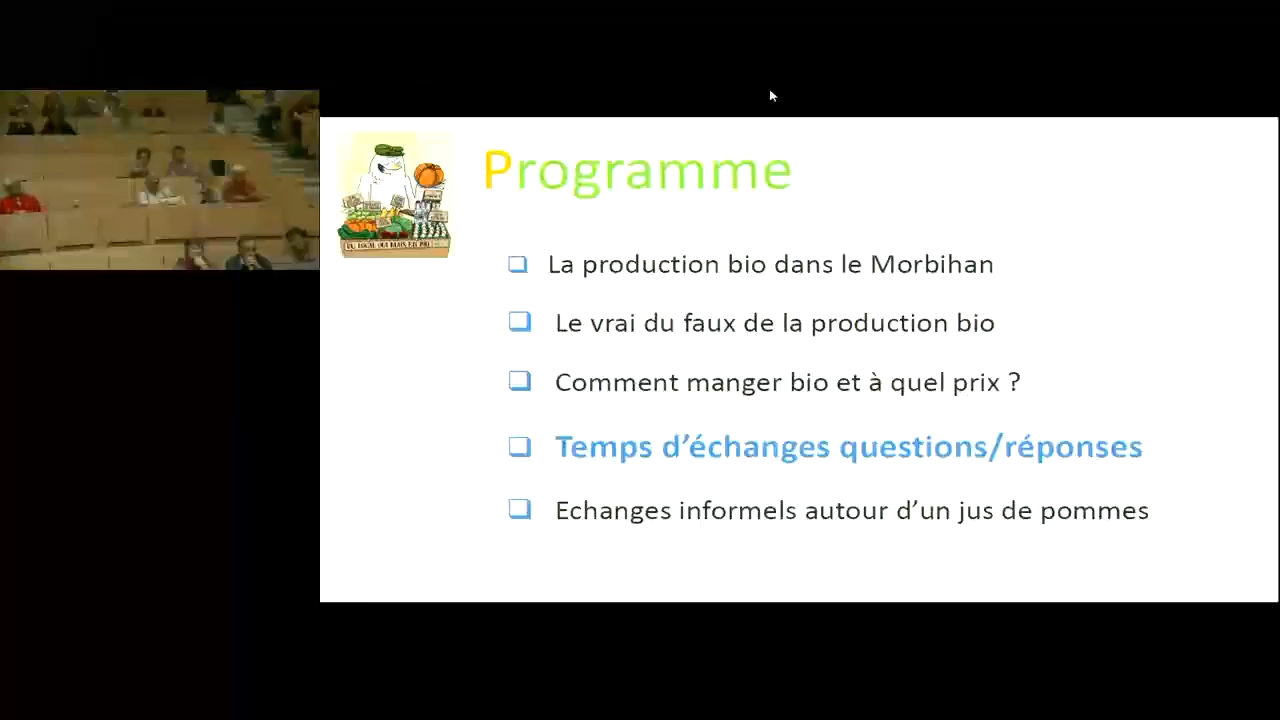 Programme
La production bio dans le Morbihan
Le vrai du faux de la production bio
Comment manger bio et à quel prix ?
Temps d’échanges questions/réponses
Echanges informels autour d’un jus de pommes